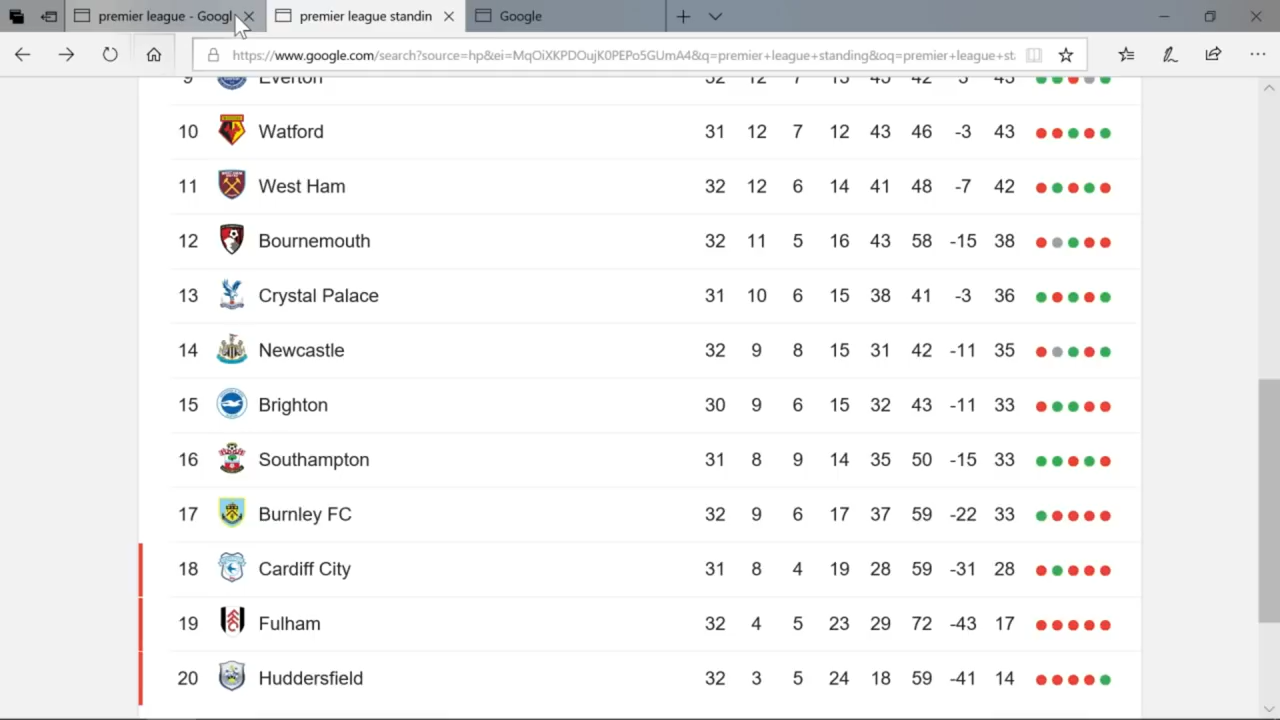 premier league - Googl
premier league standin
Google
https://www.google.com/search?source=hp&ei=MqOiXKPDOujK0PEPo5GUmA4&q=premier+league+standing&oq=premier+league+st
9 Everton 32 12 7 13 45 42 3 43
10 Watford 31 12 7 12 43 46 -3 43
11 West Ham 32 12 6 14 41 48 -7 42
12 Bournemouth 32 11 5 16 43 58 -15 38
13 Crystal Palace 31 10 6 15 38 41 -3 36
14 Newcastle 32 9 8 15 31 42 -11 35
15 Brighton 30 9 6 15 32 43 -11 33
16 Southampton 31 8 9 14 35 50 -15 33
17 Burnley FC 32 9 6 17 37 59 -22 33
18 Cardiff City 31 8 4 19 28 59 -31 28
19 Fulham 32 4 5 23 29 72 -43 17
20 Huddersfield 32 3 5 24 18 59 -41 14